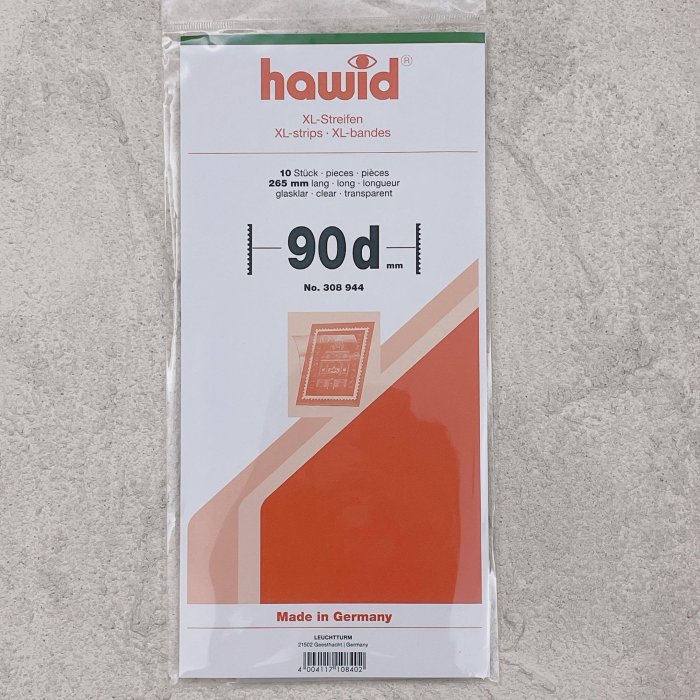 hawid®
XL-Streifen
XL-strips · XL-bandes
10 Stück · pieces · pièces
265 mm lang · long · longueur
glasklar · clear · transparent
90 d mm
No. 308 944
Made in Germany
LEUCHTTURM
21502 Geesthacht | Germany
4 004117 108402